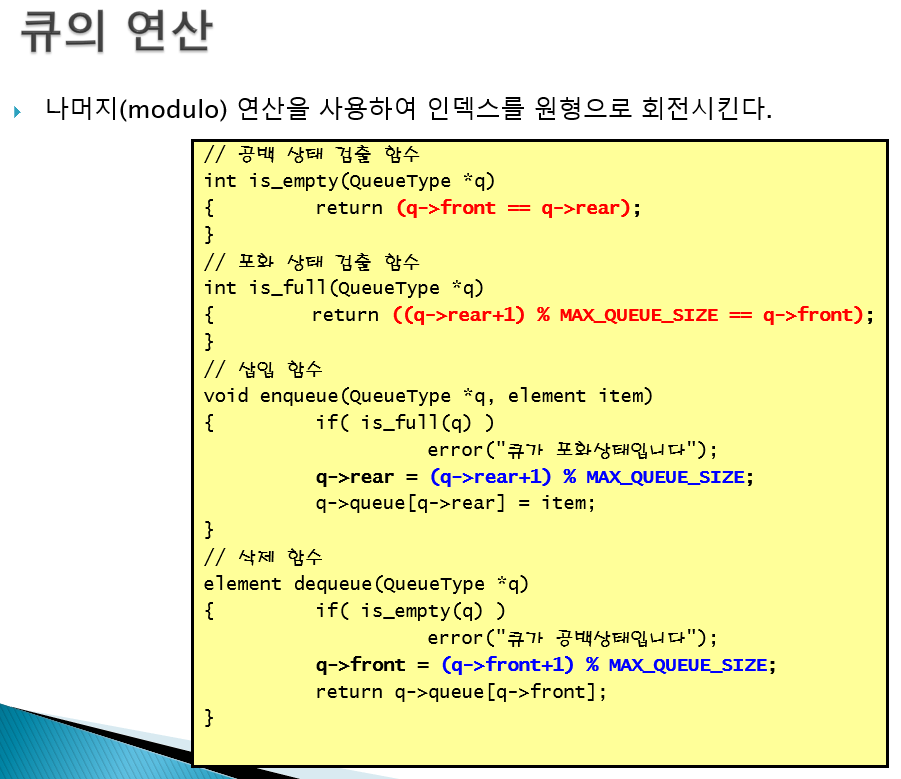 큐의 연산
나머지(modulo) 연산을 사용하여 인덱스를 원형으로 회전시킨다.
// 공백 상태 검출 함수
int is_empty(QueueType *q)
{ return (q->front == q->rear);
}
// 포화 상태 검출 함수
int is_full(QueueType *q)
{ return ((q->rear+1) % MAX_QUEUE_SIZE == q->front);
}
// 삽입 함수
void enqueue(QueueType *q, element item)
{ if( is_full(q) )
error("큐가 포화상태입니다");
q->rear = (q->rear+1) % MAX_QUEUE_SIZE;
q->queue[q->rear] = item;
}
// 삭제 함수
element dequeue(QueueType *q)
{ if( is_empty(q) )
error("큐가 공백상태입니다");
q->front = (q->front+1) % MAX_QUEUE_SIZE;
return q->queue[q->front];
}